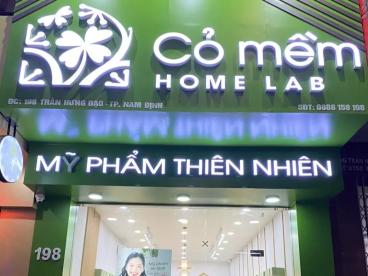 Cỏ mềm
HOME LAB
ĐC: 198 TRẦN HƯNG ĐẠO - TP. NAM ĐỊNH
SĐT: 0888 158 198
MỸ PHẨM THIÊN NHIÊN
198